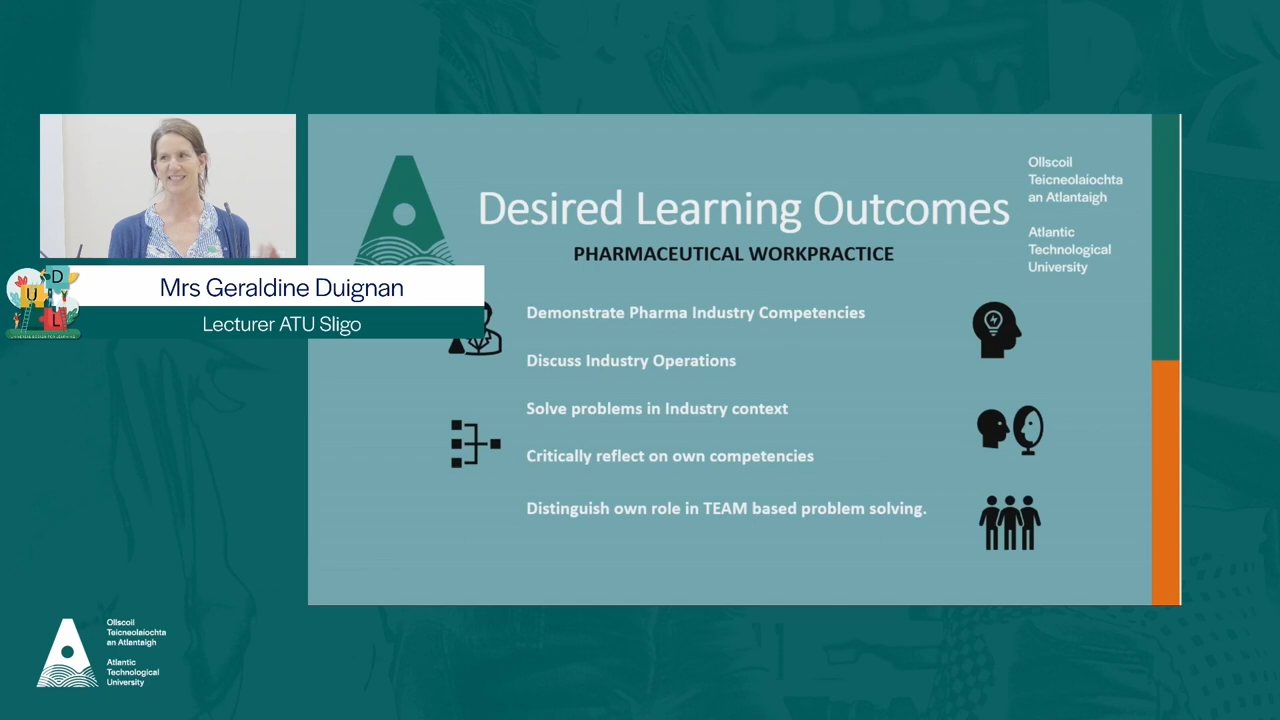 Desired Learning Outcomes
PHARMACEUTICAL WORKPRACTICE
Ollscoil
Teicneolaíochta
an Atlantaigh
Atlantic
Technological
University
Mrs Geraldine Duignan
Lecturer ATU Sligo
U
D
L
Demonstrate Pharma Industry Competencies
Discuss Industry Operations
Solve problems in Industry context
Critically reflect on own competencies
Distinguish own role in TEAM based problem solving.
Ollscoil
Teicneolaíochta
an Atlantaigh
Atlantic
Technological
University